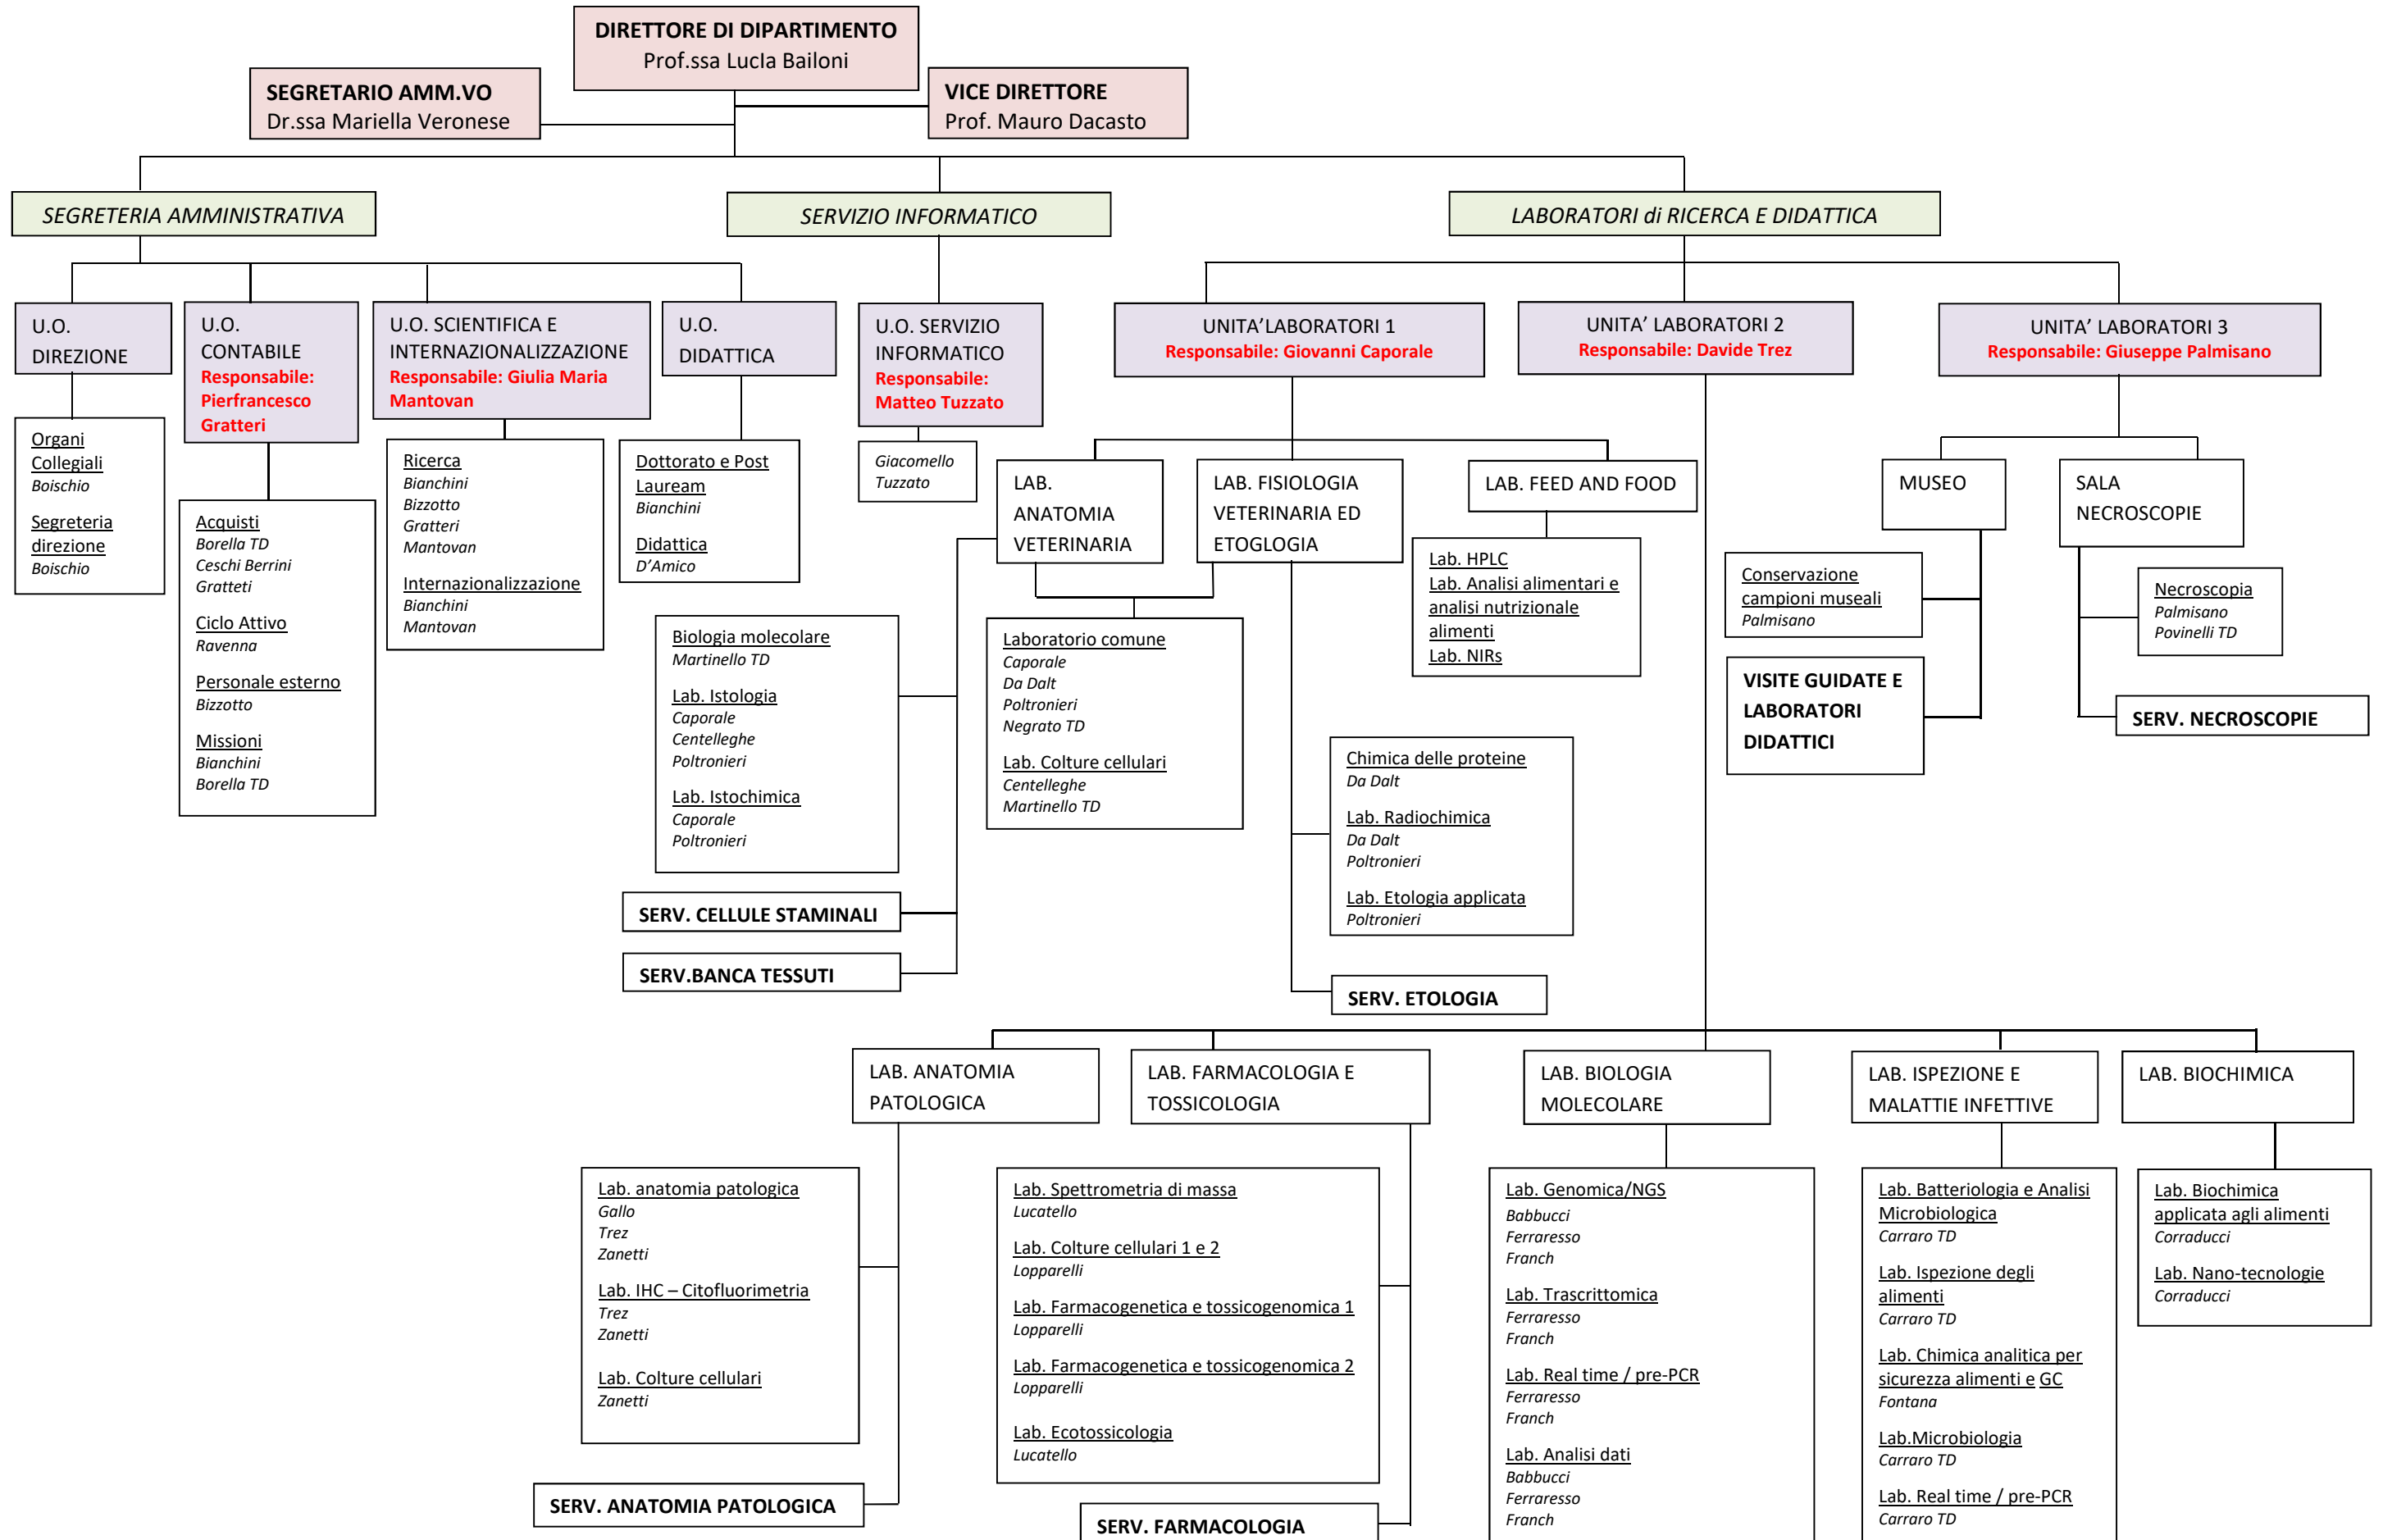 DIRETTORE DI DIPARTIMENTO
Prof.ssa LucIa Bailoni
SEGRETARIO AMM.VO
Dr.ssa Mariella Veronese
VICE DIRETTORE
Prof. Mauro Dacasto
SEGRETERIA AMMINISTRATIVA
SERVIZIO INFORMATICO
LABORATORI di RICERCA E DIDATTICA
U.O.
DIREZIONE
U.O.
CONTABILE
Responsabile:
Pierfrancesco
Gratteri
U.O. SCIENTIFICA E
INTERNAZIONALIZZAZIONE
Responsabile: Giulia Maria
Mantovan
U.O.
DIDATTICA
U.O. SERVIZIO
INFORMATICO
Responsabile:
Matteo Tuzzato
UNITA’LABORATORI 1
Responsabile: Giovanni Caporale
UNITA’ LABORATORI 2
Responsabile: Davide Trez
UNITA’ LABORATORI 3
Responsabile: Giuseppe Palmisano
Organi
Collegiali
Boischio
Segreteria
direzione
Boischio
Acquisti
Borella TD
Ceschi Berrini
Gratteti
Ciclo Attivo
Ravenna
Personale esterno
Bizzotto
Missioni
Bianchini
Borella TD
Ricerca
Bianchini
Bizzotto
Gratteri
Mantovan
Internazionalizzazione
Bianchini
Mantovan
Dottorato e Post
Lauream
Bianchini
Didattica
D’Amico
Giacomello
Tuzzato
LAB.
ANATOMIA
VETERINARIA
LAB. FISIOLOGIA
VETERINARIA ED
ETOGLOGIA
LAB. FEED AND FOOD
MUSEO
SALA
NECROSCOPIE
Lab. HPLC
Lab. Analisi alimentari e
analisi nutrizionale
alimenti
Lab. NIRs
Conservazione
campioni museali
Palmisano
VISITE GUIDATE E
LABORATORI
DIDATTICI
Necroscopia
Palmisano
Povinelli TD
SERV. NECROSCOPIE
Biologia molecolare
Martinello TD
Lab. Istologia
Caporale
Centelleghe
Poltronieri
Lab. Istochimica
Caporale
Poltronieri
Laboratorio comune
Caporale
Da Dalt
Poltronieri
Negrato TD
Lab. Colture cellulari
Centelleghe
Martinello TD
Chimica delle proteine
Da Dalt
Lab. Radiochimica
Da Dalt
Poltronieri
Lab. Etologia applicata
Poltronieri
SERV. CELLULE STAMINALI
SERV.BANCA TESSUTI
SERV. ETOLOGIA
LAB. ANATOMIA
PATOLOGICA
LAB. FARMACOLOGIA E
TOSSICOLOGIA
LAB. BIOLOGIA
MOLECOLARE
LAB. ISPEZIONE E
MALATTIE INFETTIVE
LAB. BIOCHIMICA
Lab. anatomia patologica
Gallo
Trez
Zanetti
Lab. IHC – Citofluorimetria
Trez
Zanetti
Lab. Colture cellulari
Zanetti
SERV. ANATOMIA PATOLOGICA
Lab. Spettrometria di massa
Lucatello
Lab. Colture cellulari 1 e 2
Lopparelli
Lab. Farmacogenetica e tossicogenomica 1
Lopparelli
Lab. Farmacogenetica e tossicogenomica 2
Lopparelli
Lab. Ecotossicologia
Lucatello
SERV. FARMACOLOGIA
Lab. Genomica/NGS
Babbucci
Ferraresso
Franch
Lab. Trascrittomica
Ferraresso
Franch
Lab. Real time / pre-PCR
Ferraresso
Franch
Lab. Analisi dati
Babbucci
Ferraresso
Franch
Lab. Batteriologia e Analisi
Microbiologica
Carraro TD
Lab. Ispezione degli
alimenti
Carraro TD
Lab. Chimica analitica per
sicurezza alimenti e GC
Fontana
Lab.Microbiologia
Carraro TD
Lab. Real time / pre-PCR
Carraro TD
Lab. Biochimica
applicata agli alimenti
Corraducci
Lab. Nano-tecnologie
Corraducci